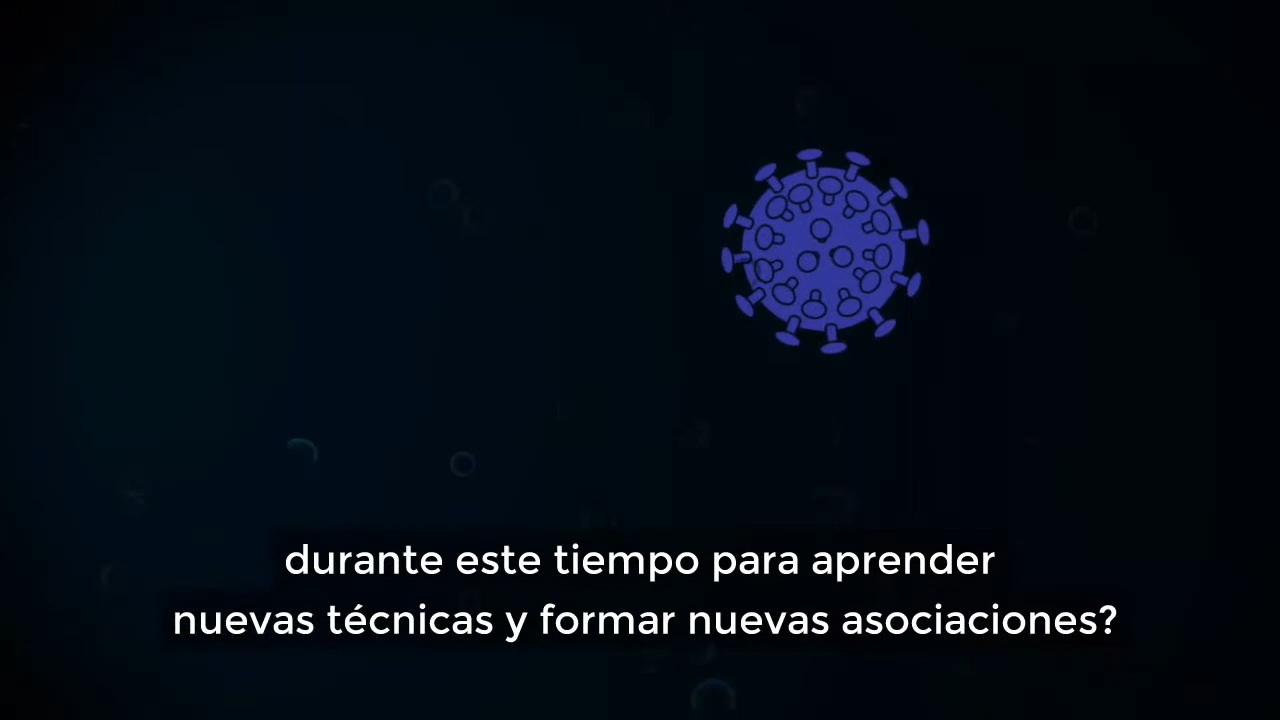 durante este tiempo para aprender
nuevas técnicas y formar nuevas asociaciones?